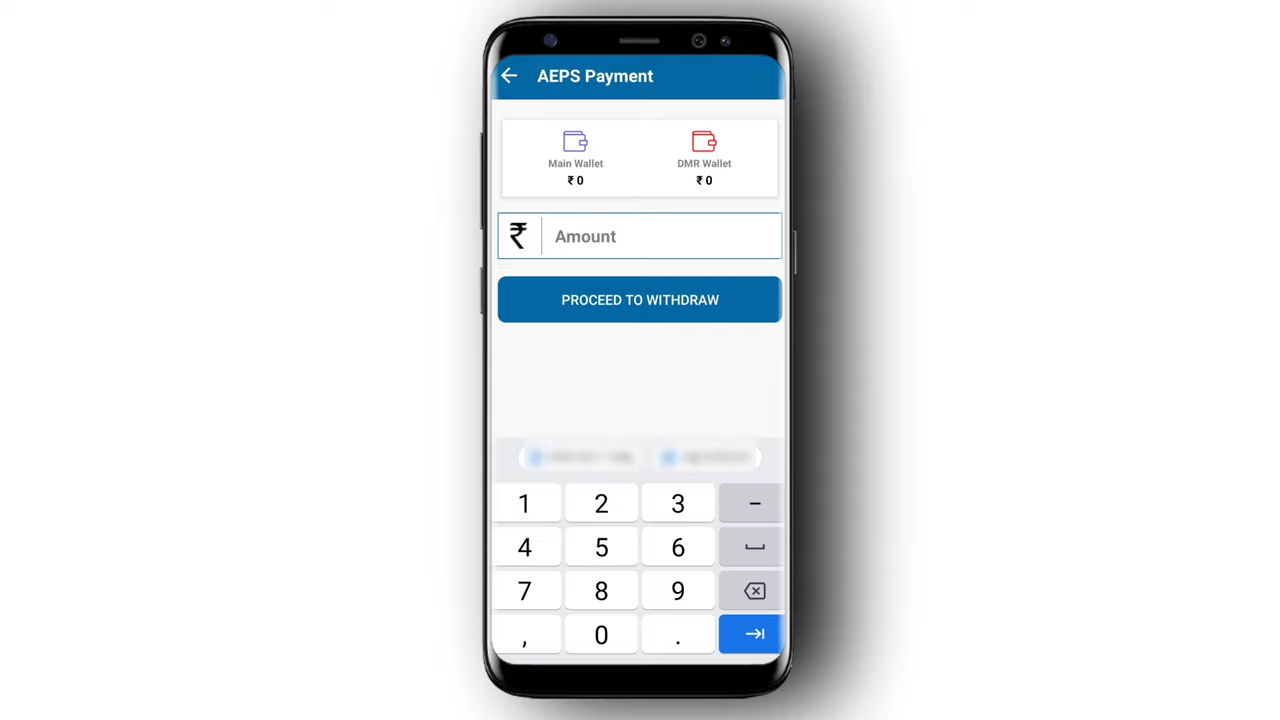 AEPS Payment
Main Wallet
DMR Wallet
₹ 0
₹ 0
₹ Amount
PROCEED TO WITHDRAW
1 2 3 -
4 5 6
7 8 9
, 0 .